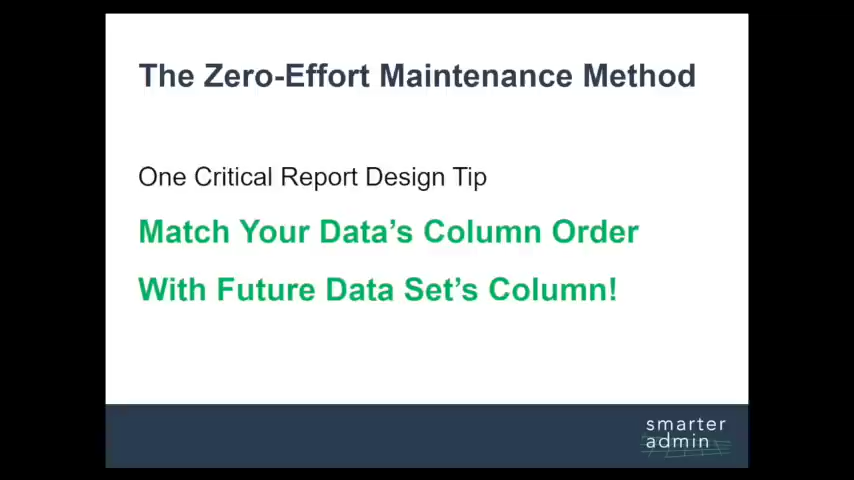 The Zero-Effort Maintenance Method
One Critical Report Design Tip
Match Your Data's Column Order
With Future Data Set's Column!
smarter
admin